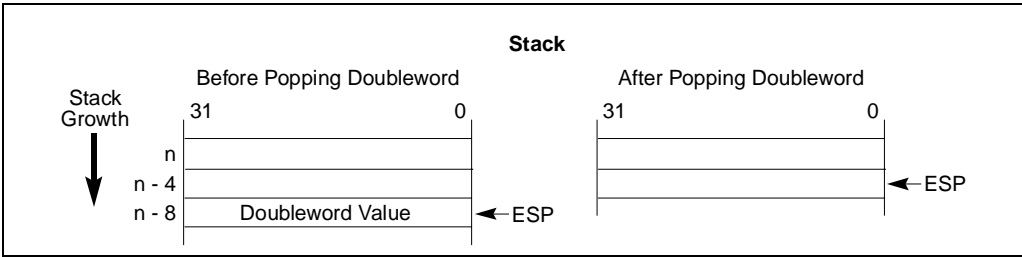 Stack
Before Popping Doubleword
After Popping Doubleword
Stack
Growth
31 0
31 0
n
n - 4
ESP
n - 8 Doubleword Value ESP